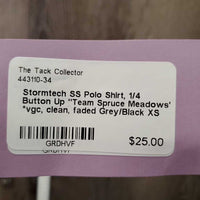 The Tack Collector
443110-34
Stormtech SS Polo Shirt, 1/4
Button Up "Team Spruce Meadows'
*vgc, clean, faded Grey/Black XS
$25.00
GRDHVF
GRDHVF